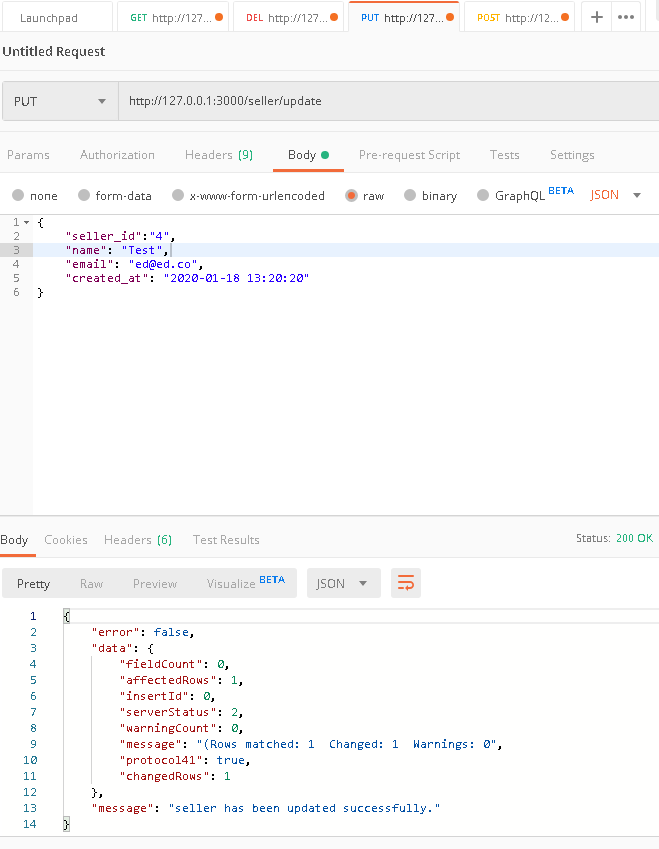 Launchpad
GET http://127...
DEL http://127...
PUT http://127...
POST http://12...
Untitled Request
PUT http://127.0.0.1:3000/seller/update
Params Authorization Headers (9) Body Pre-request Script Tests Settings
none form-data x-www-form-urlencoded raw binary GraphQL BETA JSON
1 {
2 "seller_id":"4",
3 "name": "Test",
4 "email": "ed@ed.co",
5 "created_at": "2020-01-18 13:20:20"
6 }
Body Cookies Headers (6) Test Results Status: 200 OK
Pretty Raw Preview Visualize BETA JSON
1 {
2 "error": false,
3 "data": {
4 "fieldCount": 0,
5 "affectedRows": 1,
6 "insertId": 0,
7 "serverStatus": 2,
8 "warningCount": 0,
9 "message": "(Rows matched: 1  Changed: 1  Warnings: 0",
10 "protocol41": true,
11 "changedRows": 1
12 },
13 "message": "seller has been updated successfully."
14 }